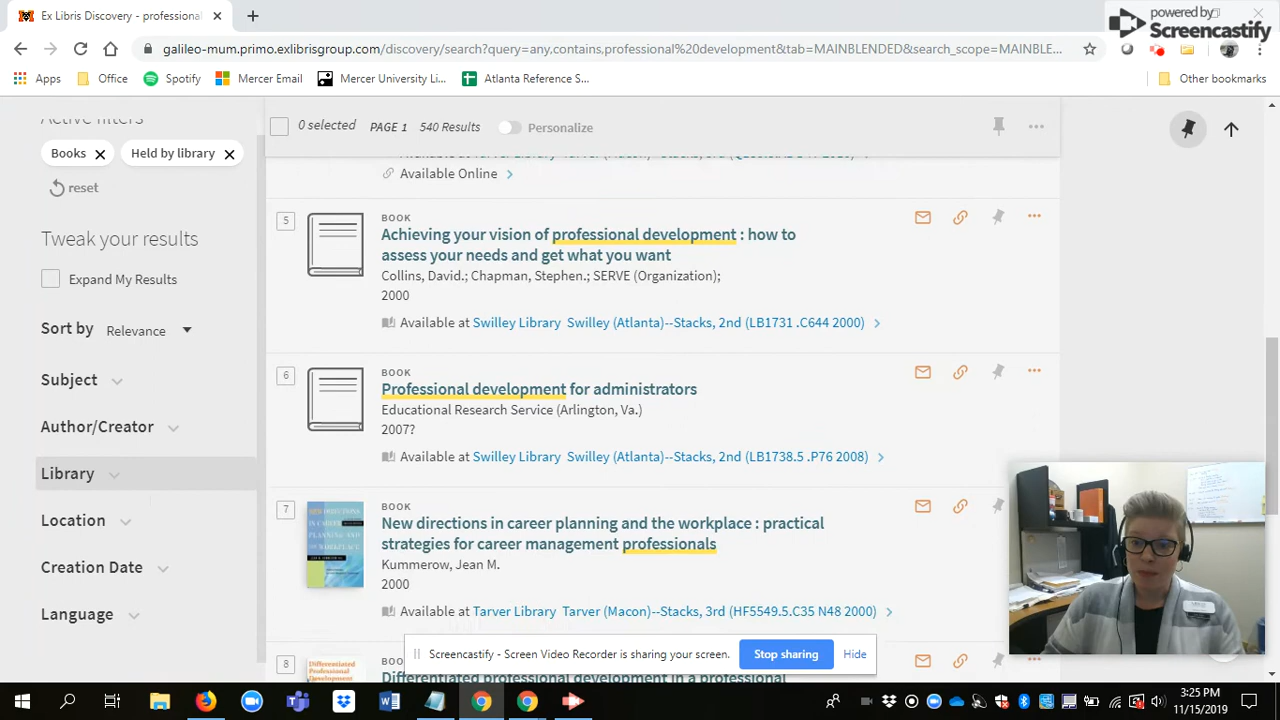 Ex Libris Discovery - professional
powered by
Screencastify
galileo-mum.primo.exlibrisgroup.com/discovery/search?query=any,contains,professional%20development&tab=MAINBLENDED&search_scope=MAINBLE...
Apps
Office
Spotify
Mercer Email
Mercer University Li...
Atlanta Reference S...
Other bookmarks
Active filters
Books
Held by library
reset
Tweak your results
Expand My Results
Sort by Relevance
Subject
Author/Creator
Library
Location
Creation Date
Language
0 selected PAGE 1 540 Results Personalize
Available Online
5
BOOK
Achieving your vision of professional development : how to
assess your needs and get what you want
Collins, David.; Chapman, Stephen.; SERVE (Organization);
2000
Available at Swilley Library Swilley (Atlanta)--Stacks, 2nd (LB1731 .C644 2000)
6
BOOK
Professional development for administrators
Educational Research Service (Arlington, Va.)
2007?
Available at Swilley Library Swilley (Atlanta)--Stacks, 2nd (LB1738.5 .P76 2008)
7
BOOK
New directions in career planning and the workplace : practical
strategies for career management professionals
Kummerow, Jean M.
2000
Available at Tarver Library Tarver (Macon)--Stacks, 3rd (HF5549.5.C35 N48 2000)
8
BOOK
Differentiated professional development in a professional
Differentiated
Professional
Screencastify - Screen Video Recorder is sharing your screen.
Stop sharing
Hide
3:25 PM
11/15/2019